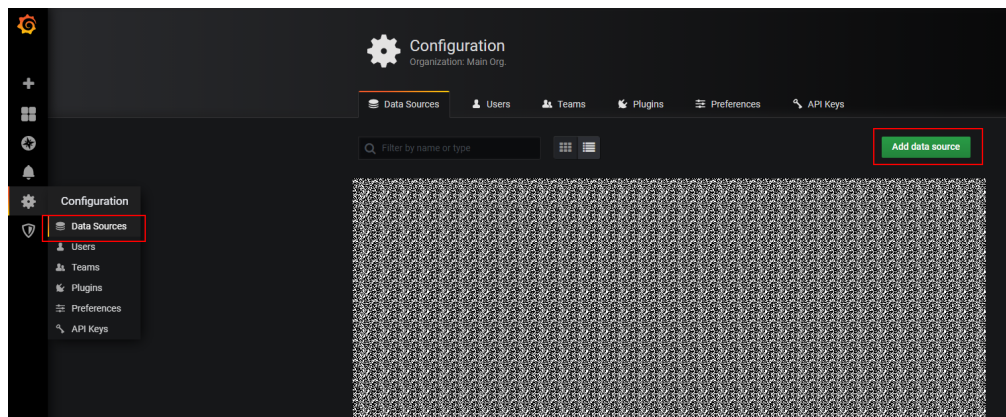 Configuration
Organization: Main Org.
Data Sources Users Teams Plugins Preferences API Keys
Filter by name or type
Add data source
Configuration
Data Sources
Users
Teams
Plugins
Preferences
API Keys